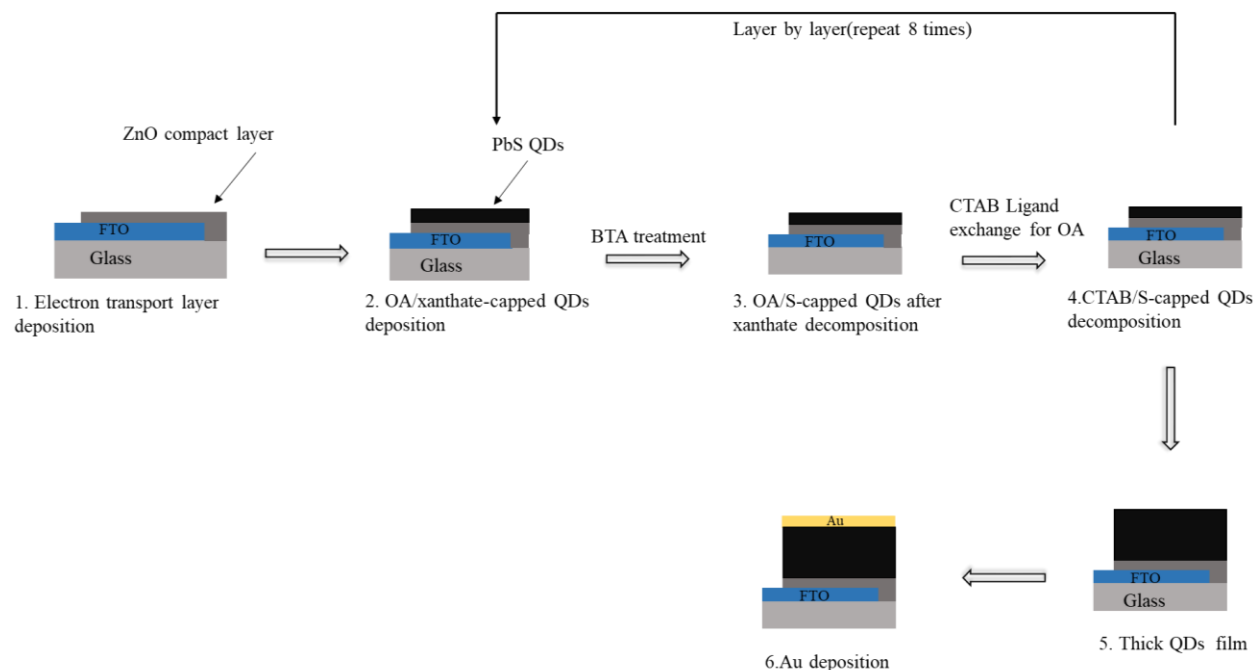 Layer by layer(repeat 8 times)
ZnO compact layer
PbS QDs
FTO
Glass
1. Electron transport layer
deposition
FTO
Glass
2. OA/xanthate-capped QDs
deposition
BTA treatment
FTO
3. OA/S-capped QDs after
xanthate decomposition
CTAB Ligand
exchange for OA
FTO
Glass
4.CTAB/S-capped QDs
decomposition
FTO
Glass
5. Thick QDs film
Au
FTO
6.Au deposition